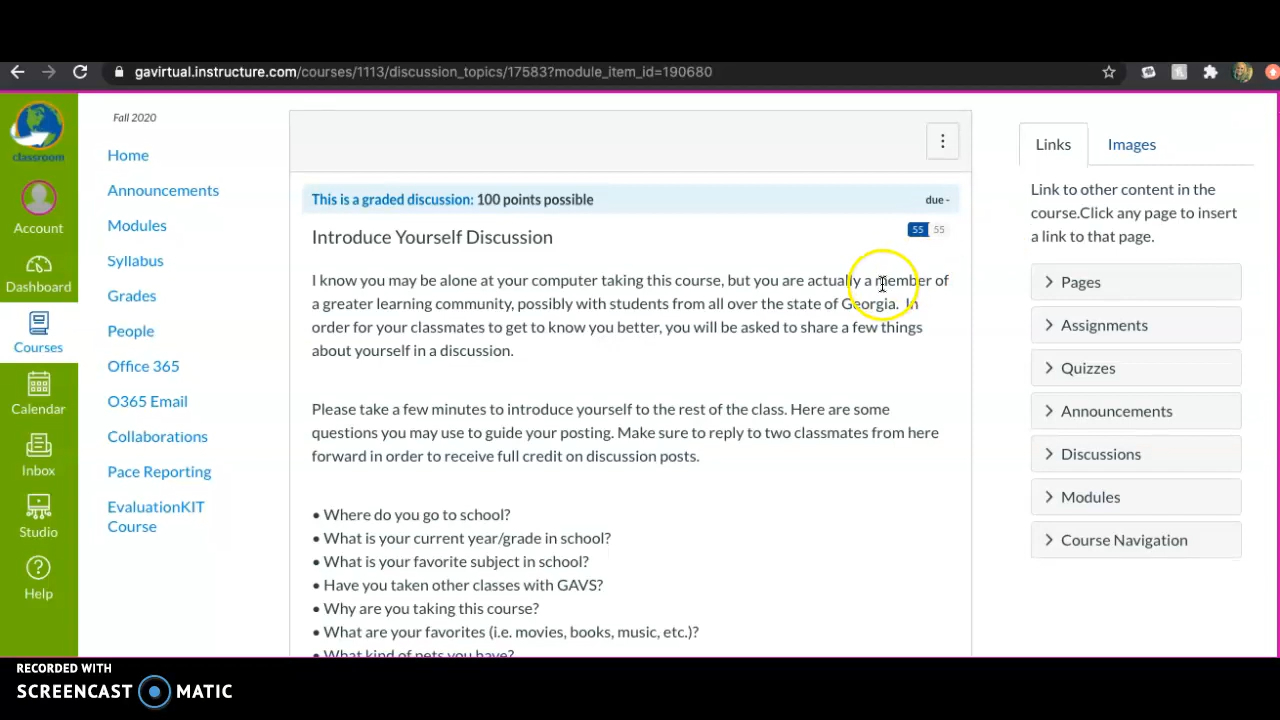 gavirtual.instructure.com/courses/1113/discussion_topics/17583?module_item_id=190680
classroom
Account
Dashboard
Courses
Calendar
Inbox
Studio
Help
Fall 2020
Home
Announcements
Modules
Syllabus
Grades
People
Office 365
O365 Email
Collaborations
Pace Reporting
EvaluationKIT
Course
This is a graded discussion: 100 points possible
due -
55 55
Introduce Yourself Discussion
I know you may be alone at your computer taking this course, but you are actually a member of
a greater learning community, possibly with students from all over the state of Georgia. In
order for your classmates to get to know you better, you will be asked to share a few things
about yourself in a discussion.
Please take a few minutes to introduce yourself to the rest of the class. Here are some
questions you may use to guide your posting. Make sure to reply to two classmates from here
forward in order to receive full credit on discussion posts.
• Where do you go to school?
• What is your current year/grade in school?
• What is your favorite subject in school?
• Have you taken other classes with GAVS?
• Why are you taking this course?
• What are your favorites (i.e. movies, books, music, etc.)?
• What kind of pets you have?
Links Images
Link to other content in the
course.Click any page to insert
a link to that page.
Pages
Assignments
Quizzes
Announcements
Discussions
Modules
Course Navigation
RECORDED WITH
SCREENCAST MATIC